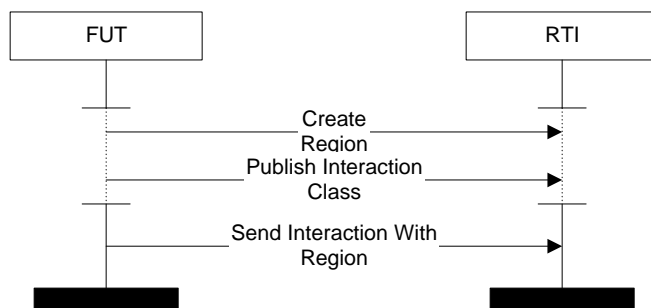 FUT
RTI
Create
Region
Publish Interaction
Class
Send Interaction With
Region